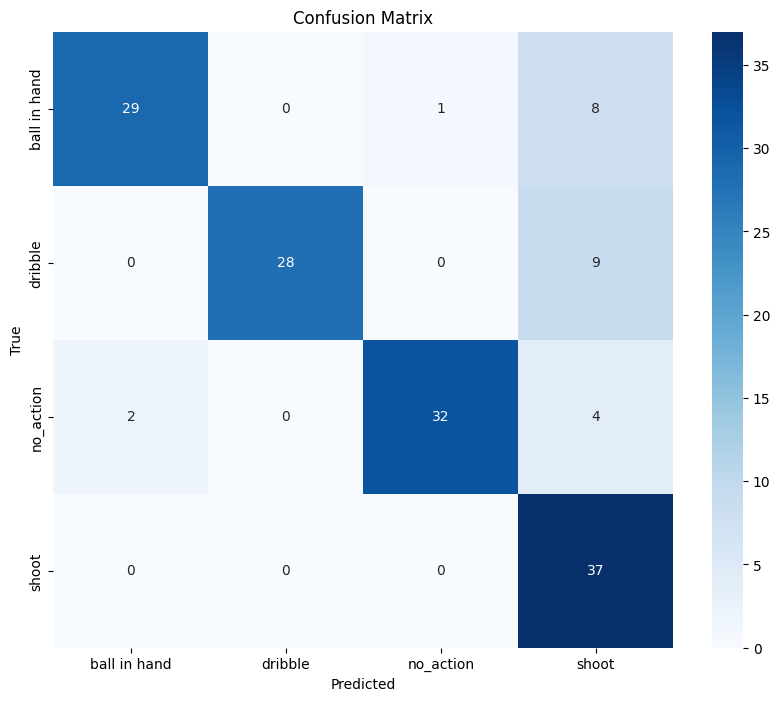 Confusion Matrix
True
ball in hand
29 0 1 8
dribble
0 28 0 9
no_action
2 0 32 4
shoot
0 0 0 37
ball in hand dribble no_action shoot
Predicted
35
30
25
20
15
10
5
0